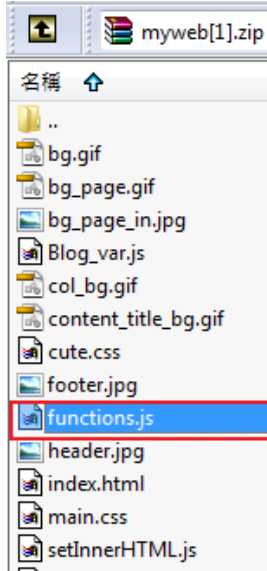 myweb[1].zip
名稱
..
bg.gif
bg_page.gif
bg_page_in.jpg
Blog_var.js
col_bg.gif
content_title_bg.gif
cute.css
footer.jpg
functions.js
header.jpg
index.html
main.css
setInnerHTML.js